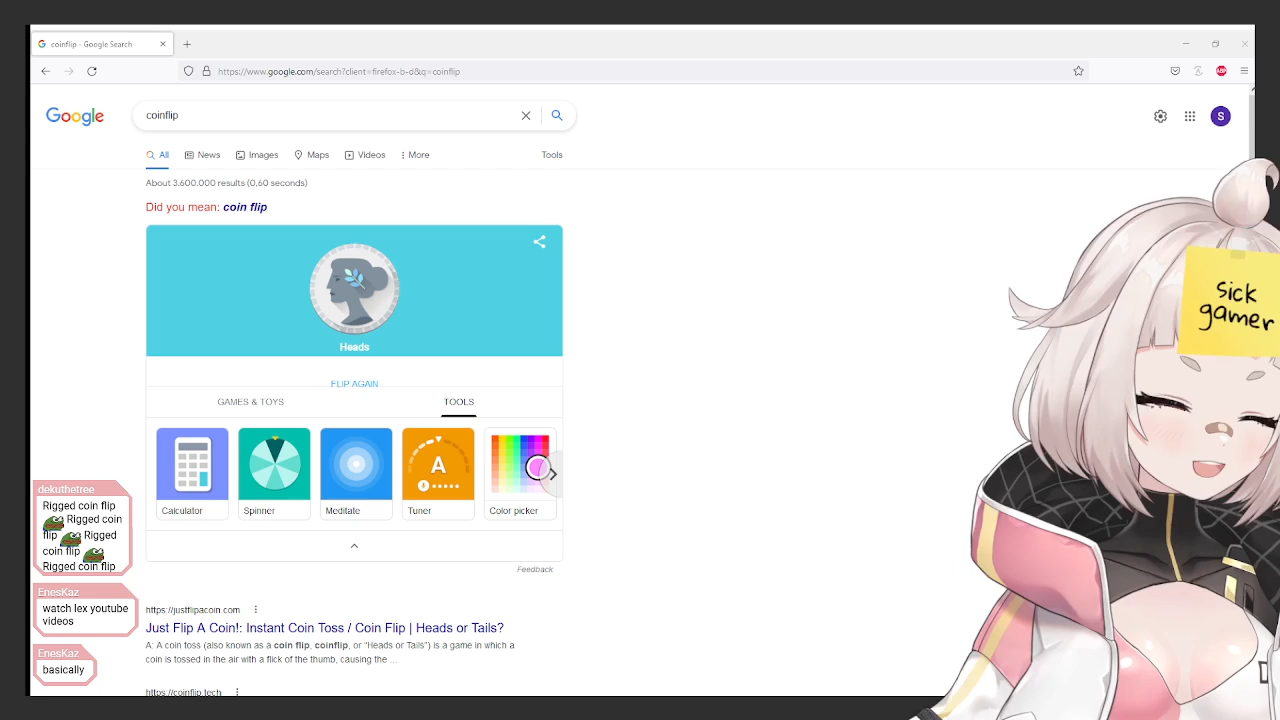 coinflip - Google Search
https://www.google.com/search?client=firefox-b-d&q=coinflip
ABP
Google
coinflip
S
All
News
Images
Maps
Videos
More
Tools
About 3.600.000 results (0,60 seconds)
Did you mean: coin flip
Heads
FLIP AGAIN
GAMES & TOYS
TOOLS
A
Calculator
Spinner
Meditate
Tuner
Color picker
Feedback
https://justflipacoin.com
Just Flip A Coin!: Instant Coin Toss / Coin Flip | Heads or Tails?
A: A coin toss (also known as a coin flip, coinflip, or "Heads or Tails") is a game in which a
coin is tossed in the air with a flick of the thumb, causing the ...
https://coinflip.tech
dekuthetree
Rigged coin flip
Rigged coin
flip Rigged
coin flip
Rigged coin flip
EnesKaz
watch lex youtube
videos
EnesKaz
basically
sick
gamer